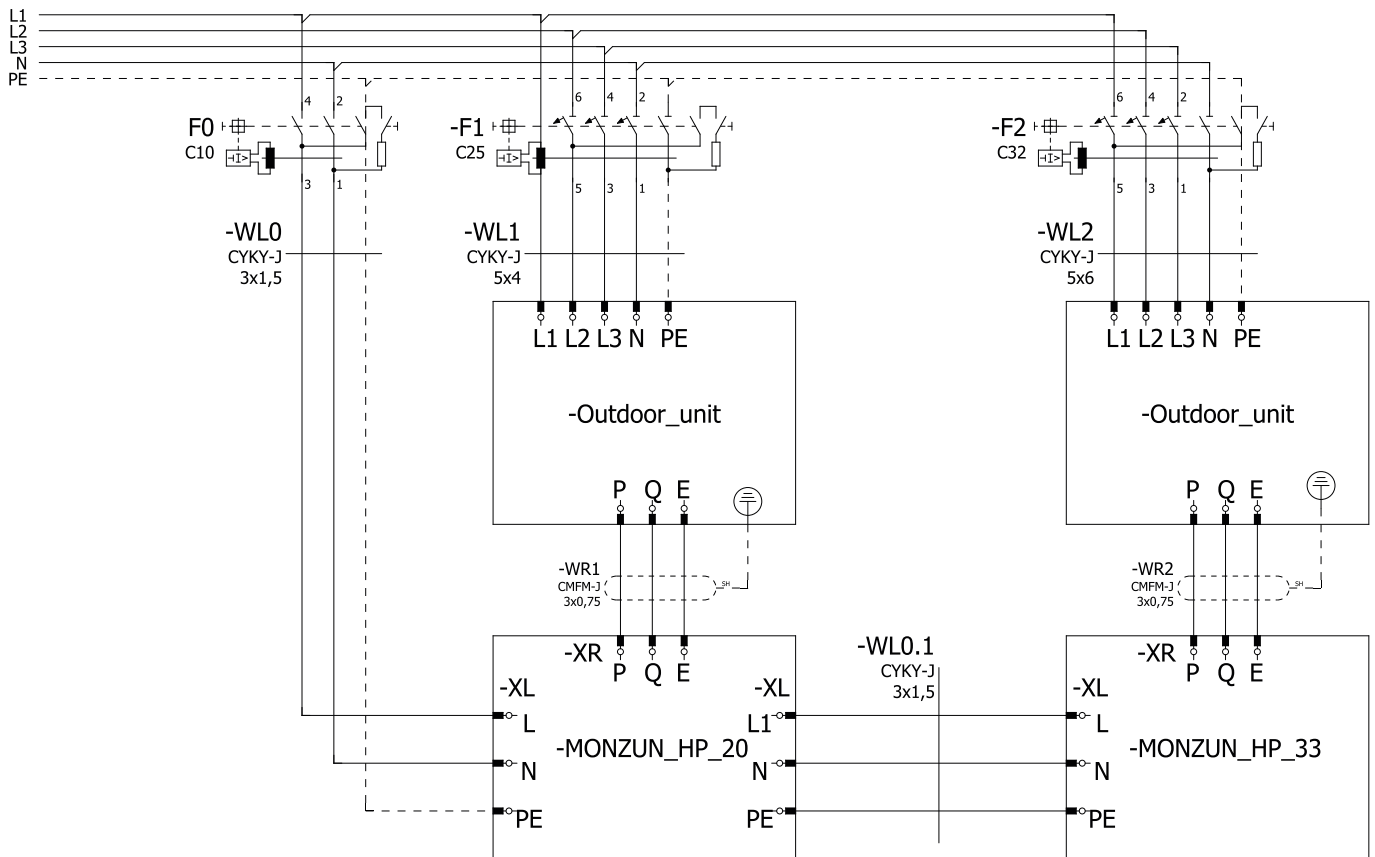 L1
L2
L3
N
PE
4 2
6 4 2
6 4 2
F0
C10
I>
-F1
C25
I>
-F2
C32
I>
3 1
5 3 1
5 3 1
-WL0
CYKY-J
3x1,5
-WL1
CYKY-J
5x4
-WL2
CYKY-J
5x6
L1 L2 L3 N PE
L1 L2 L3 N PE
-Outdoor_unit
-Outdoor_unit
P Q E
P Q E
-WR1
CMFM-J
3x0,75
SH
-WR2
CMFM-J
3x0,75
SH
-XR
P Q E
-WL0.1
CYKY-J
3x1,5
-XR
P Q E
-XL
-XL
-XL
L
L1
L
-MONZUN_HP_20
-MONZUN_HP_33
N
N
N
PE
PE
PE